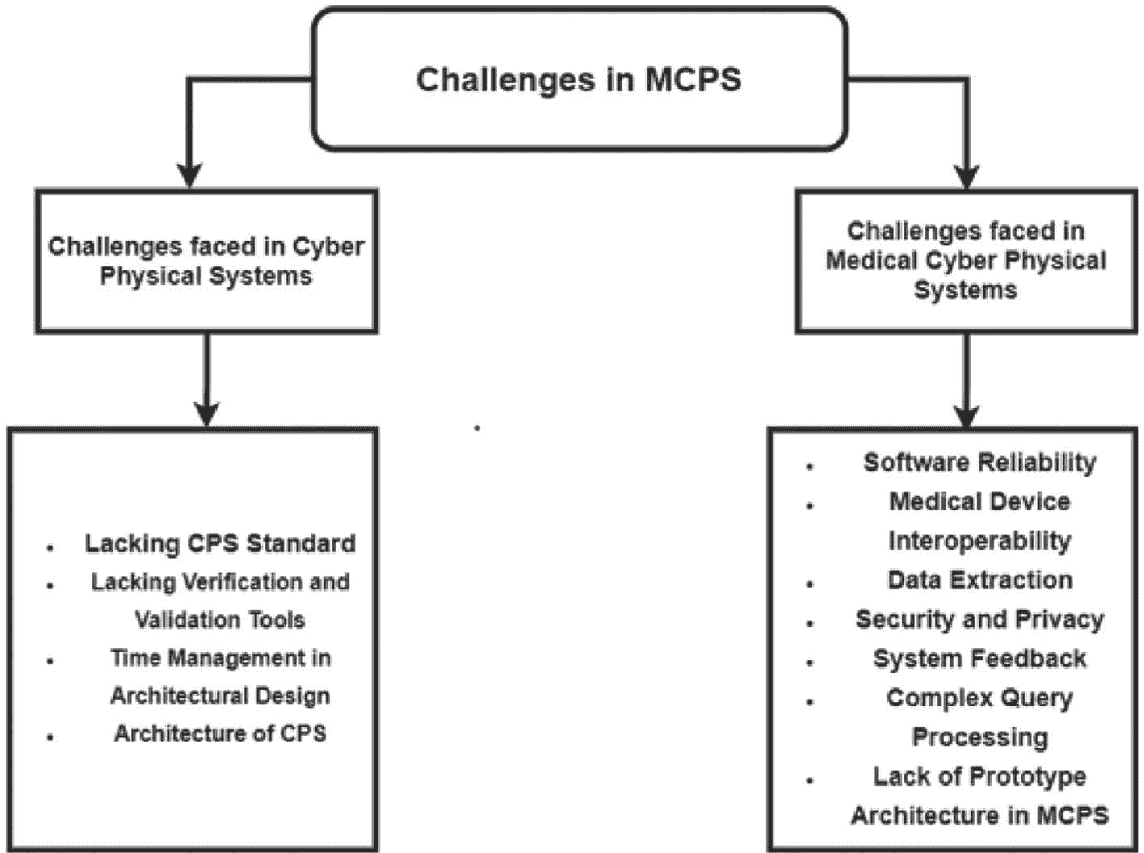 Challenges in MCPS
Challenges faced in Cyber
Physical Systems
Challenges faced in
Medical Cyber Physical
Systems
• Lacking CPS Standard
• Lacking Verification and
Validation Tools
• Time Management in
Architectural Design
• Architecture of CPS
• Software Reliability
• Medical Device
Interoperability
• Data Extraction
• Security and Privacy
• System Feedback
• Complex Query
Processing
• Lack of Prototype
Architecture in MCPS